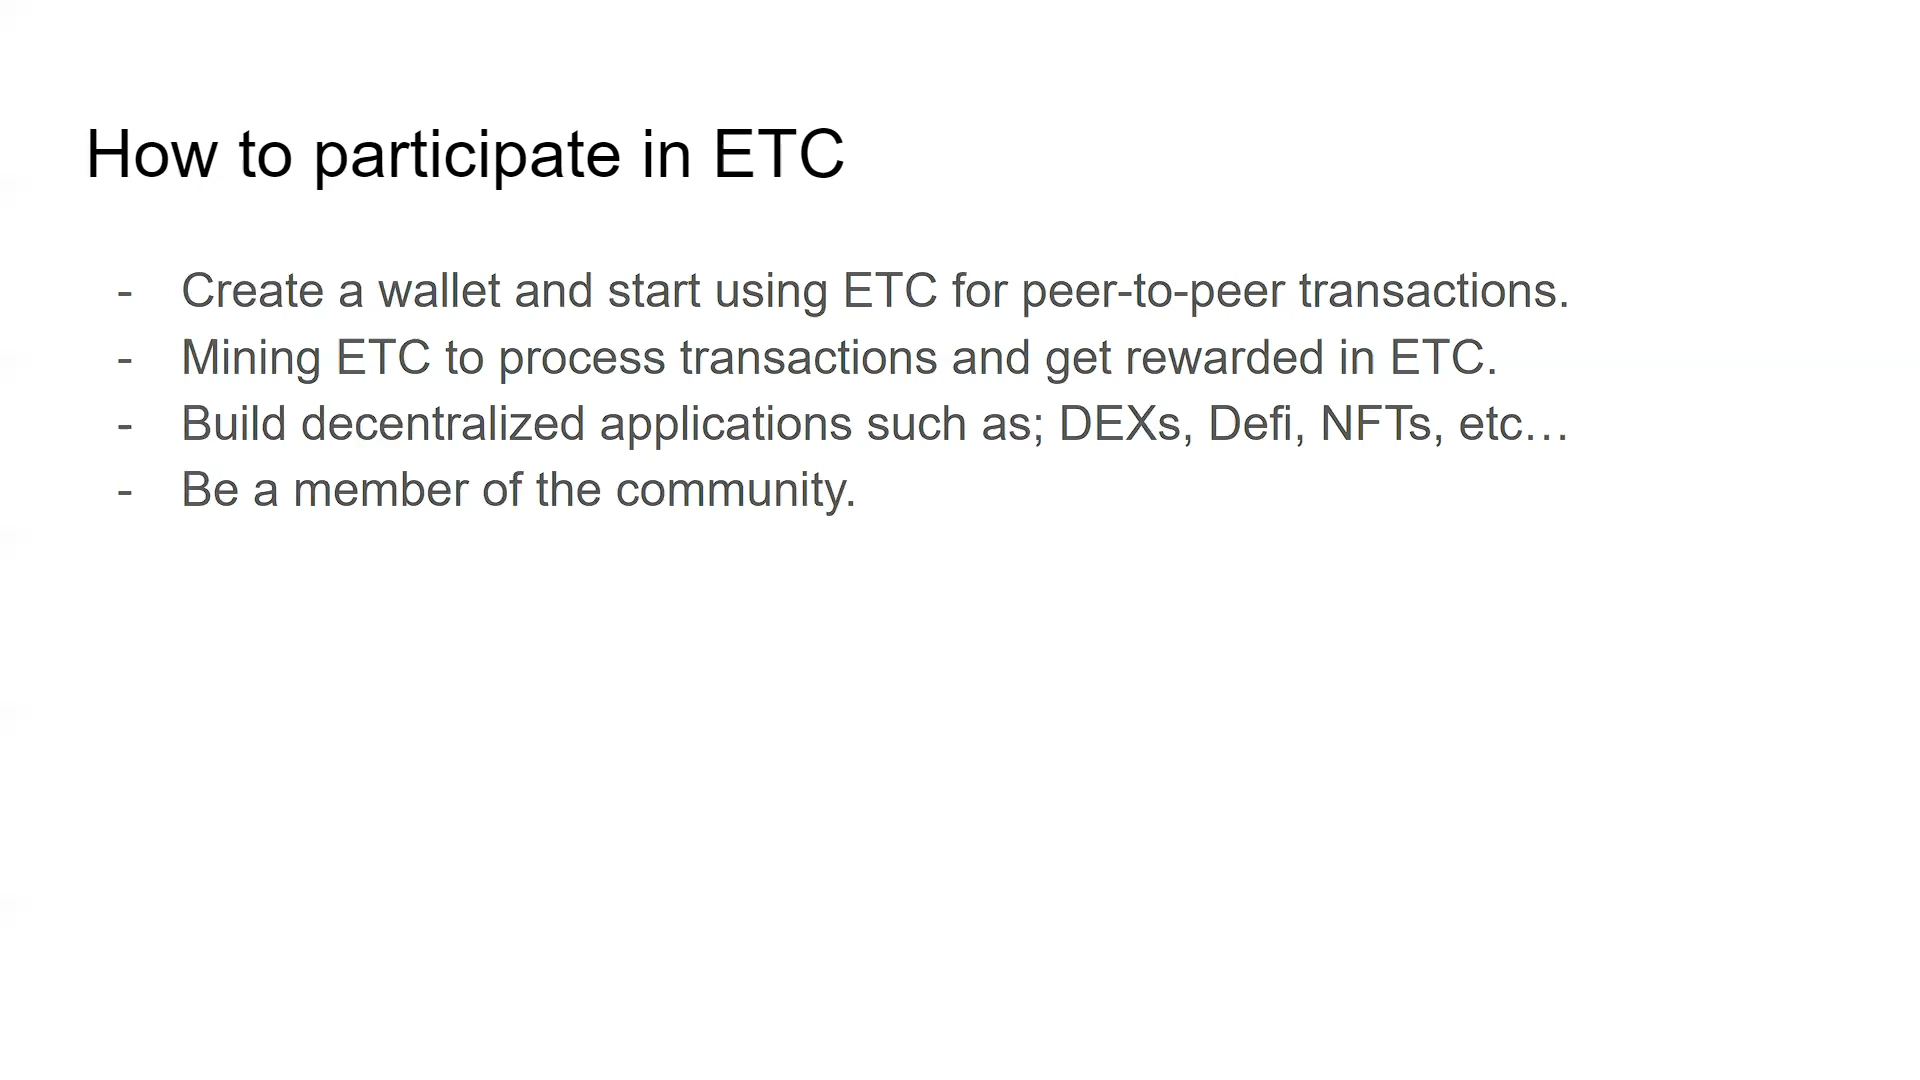 How to participate in ETC
- Create a wallet and start using ETC for peer-to-peer transactions.
- Mining ETC to process transactions and get rewarded in ETC.
- Build decentralized applications such as; DEXs, Defi, NFTs, etc…
- Be a member of the community.